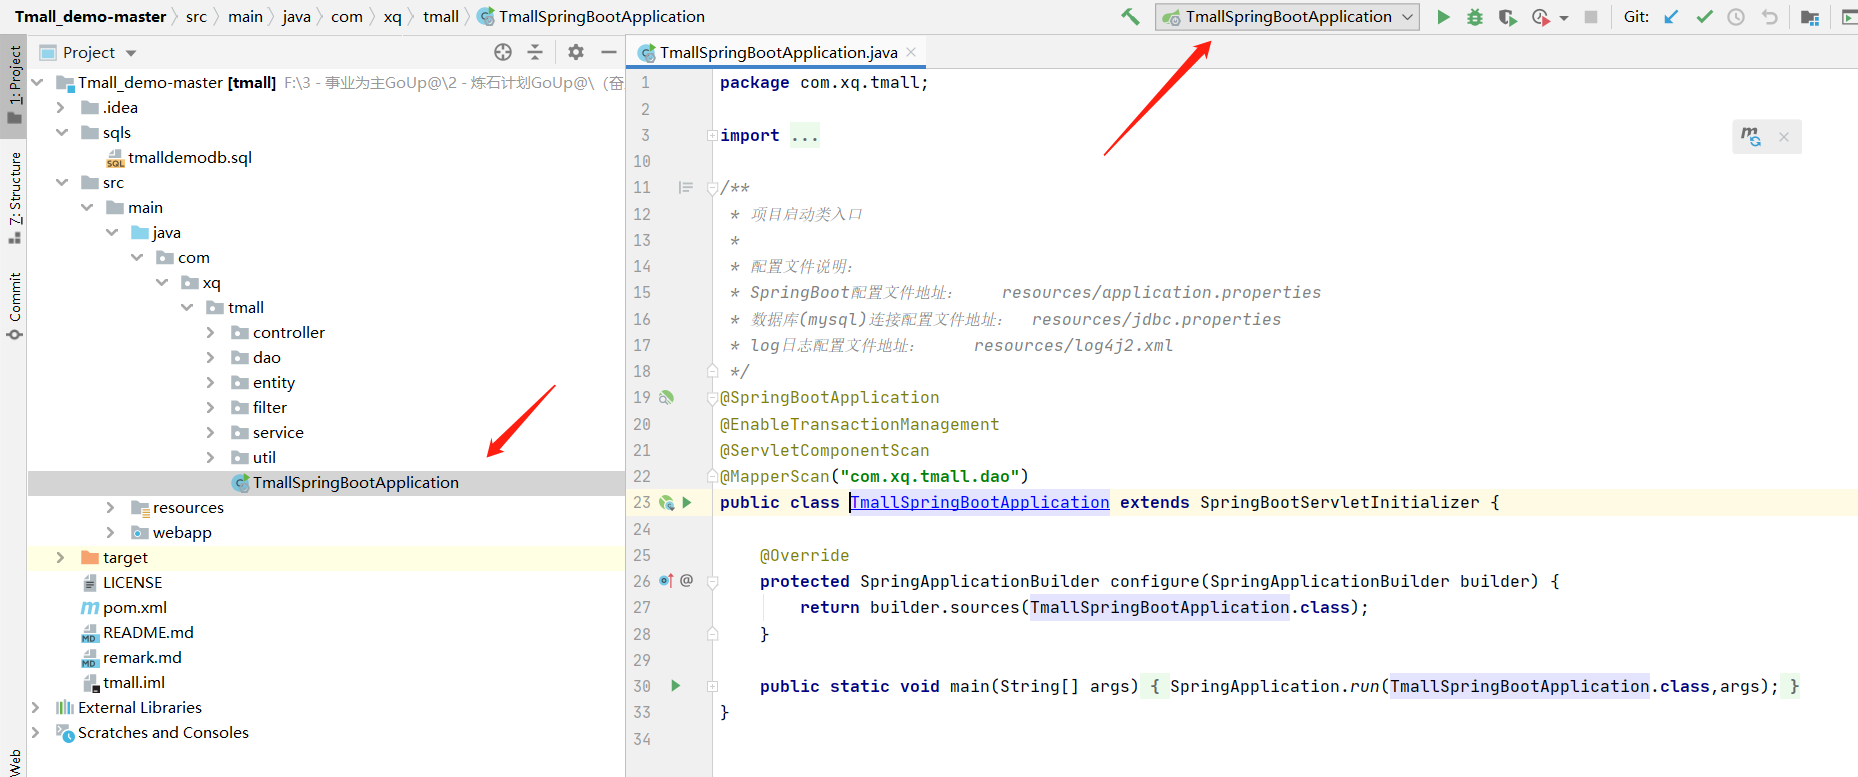 Tmall_demo-master src main java com xq tmall TmallSpringBootApplication
TmallSpringBootApplication
Git:
Project
TmallSpringBootApplication.java
1: Project
Z: Structure
Commit
Web
Tmall_demo-master [tmall] F:\3 - 事业为主GoUp@\2 - 炼石计划GoUp@\（奋
.idea
sqls
tmalldemodb.sql
src
main
java
com
xq
tmall
controller
dao
entity
filter
service
util
TmallSpringBootApplication
resources
webapp
target
LICENSE
pom.xml
README.md
remark.md
tmall.iml
External Libraries
Scratches and Consoles
1 package com.xq.tmall;
2
3 import ...
10
11 /**
12 * 项目启动类入口
13 *
14 * 配置文件说明:
15 * SpringBoot配置文件地址: resources/application.properties
16 * 数据库(mysql)连接配置文件地址: resources/jdbc.properties
17 * log日志配置文件地址: resources/log4j2.xml
18 */
19 @SpringBootApplication
20 @EnableTransactionManagement
21 @ServletComponentScan
22 @MapperScan("com.xq.tmall.dao")
23 public class TmallSpringBootApplication extends SpringBootServletInitializer {
24
25 @Override
26 protected SpringApplicationBuilder configure(SpringApplicationBuilder builder) {
27 return builder.sources(TmallSpringBootApplication.class);
28 }
29
30 public static void main(String[] args) { SpringApplication.run(TmallSpringBootApplication.class,args); }
33 }
34